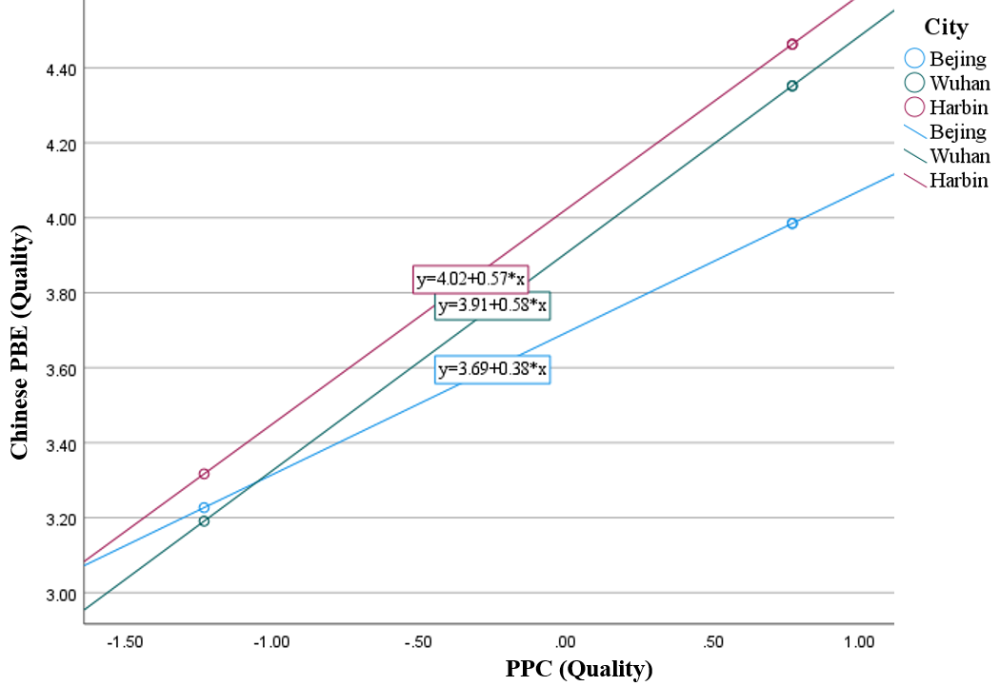 City
Bejing
Wuhan
Harbin
Bejing
Wuhan
Harbin
4.40
4.20
4.00
3.80
3.60
3.40
3.20
3.00
Chinese PBE (Quality)
y=4.02+0.57*x
y=3.91+0.58*x
y=3.69+0.38*x
-1.50
-1.00
-.50
.00
.50
1.00
PPC (Quality)